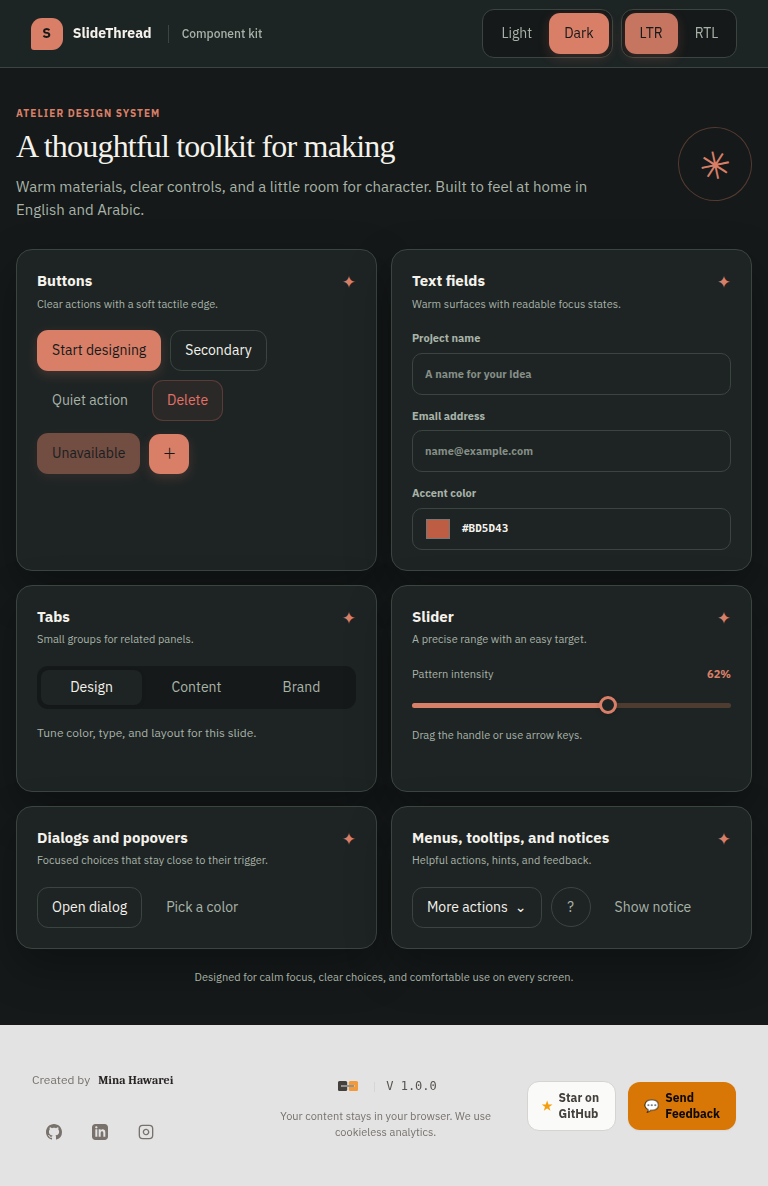 S SlideThread Component kit Light Dark LTR RTL
ATELIER DESIGN SYSTEM
A thoughtful toolkit for making
Warm materials, clear controls, and a little room for character. Built to feel at home in
English and Arabic.
Buttons
Clear actions with a soft tactile edge.
Start designing Secondary
Quiet action Delete
Unavailable +
Text fields
Warm surfaces with readable focus states.
Project name
A name for your idea
Email address
name@example.com
Accent color
#BD5D43
Tabs
Small groups for related panels.
Design Content Brand
Tune color, type, and layout for this slide.
Slider
A precise range with an easy target.
Pattern intensity 62%
Drag the handle or use arrow keys.
Dialogs and popovers
Focused choices that stay close to their trigger.
Open dialog Pick a color
Menus, tooltips, and notices
Helpful actions, hints, and feedback.
More actions ? Show notice
Designed for calm focus, clear choices, and comfortable use on every screen.
Created by Mina Hawarei
V 1.0.0
Your content stays in your browser. We use
cookieless analytics.
Star on
GitHub
Send
Feedback